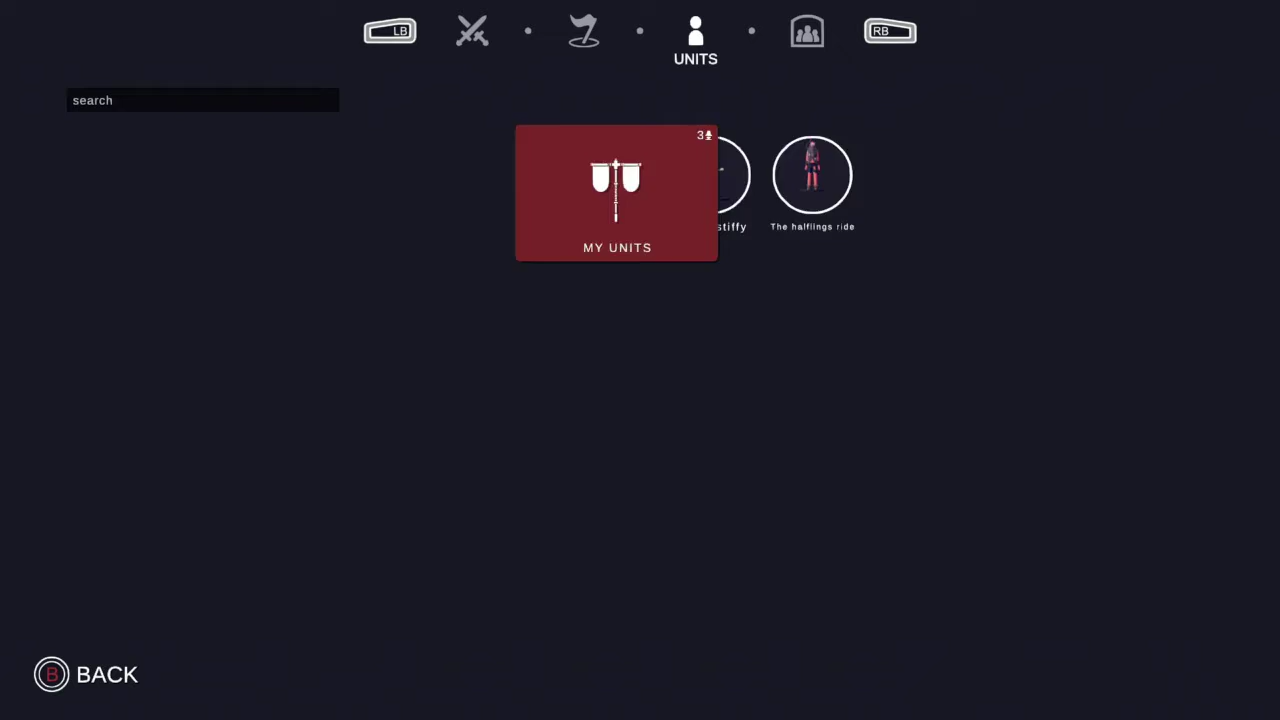 LB
RB
UNITS
search
3
stiffy
The halflings ride
MY UNITS
B BACK